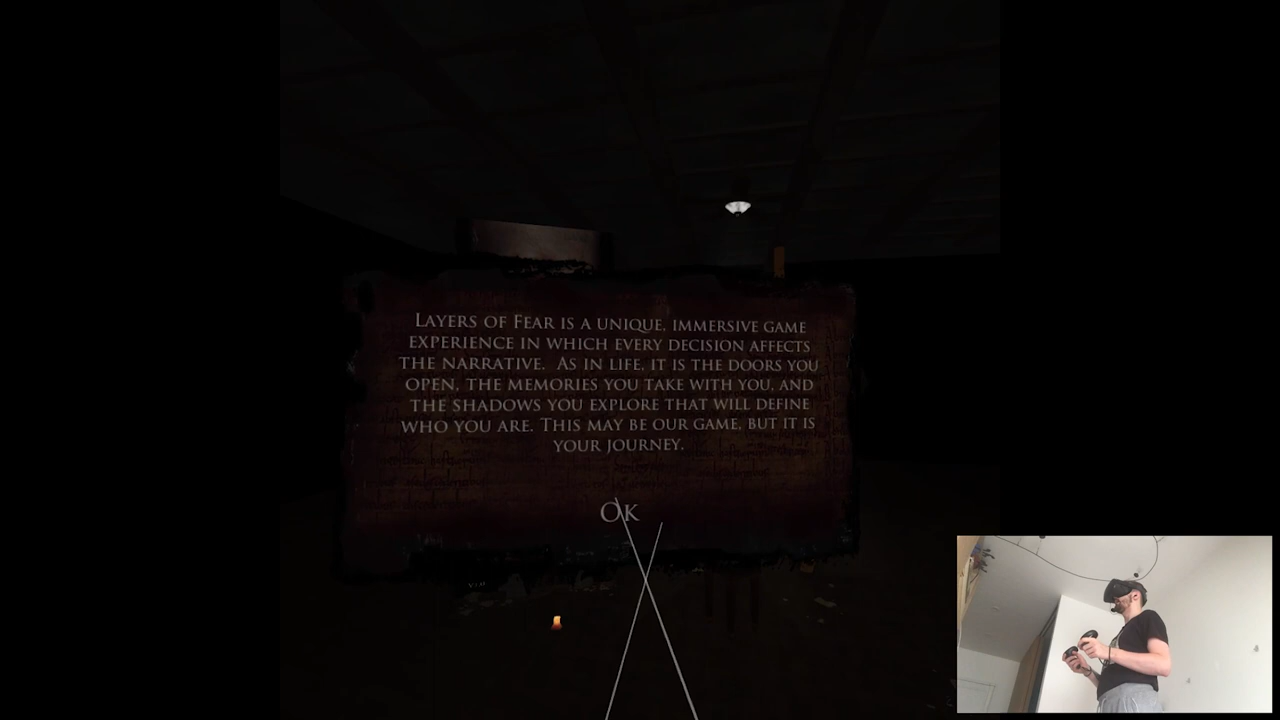 Layers of Fear is a unique, immersive game
experience in which every decision affects
the narrative. As in life, it is the doors you
open, the memories you take with you, and
the shadows you explore that will define
who you are. This may be our game, but it is
your journey.
Ok